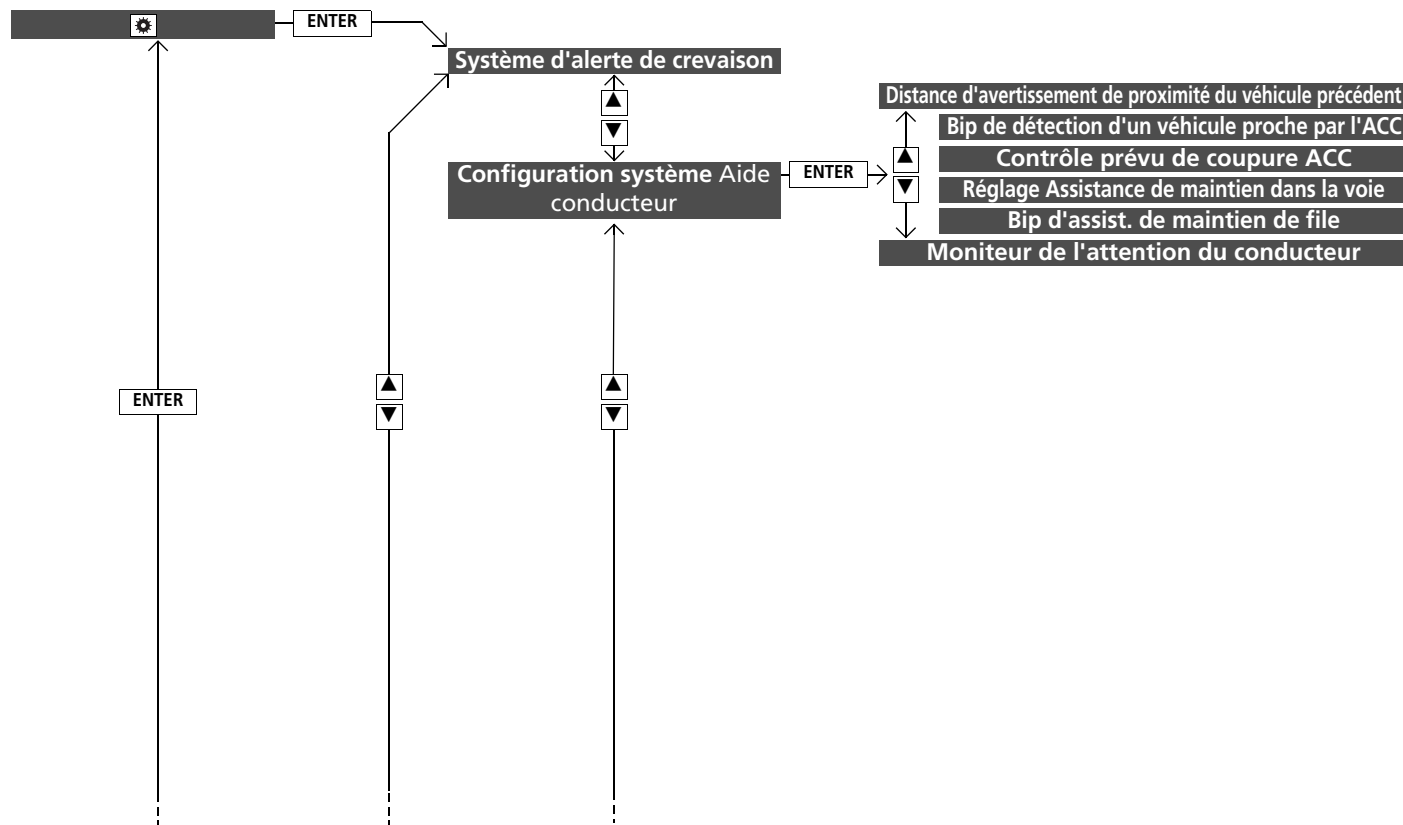 ENTER
Système d'alerte de crevaison
▲
▼
Configuration système Aide
conducteur
ENTER
Distance d'avertissement de proximité du véhicule précédent
Bip de détection d'un véhicule proche par l'ACC
▲
Contrôle prévu de coupure ACC
▼
Réglage Assistance de maintien dans la voie
Bip d'assist. de maintien de file
Moniteur de l'attention du conducteur
ENTER
▲
▼
▲
▼